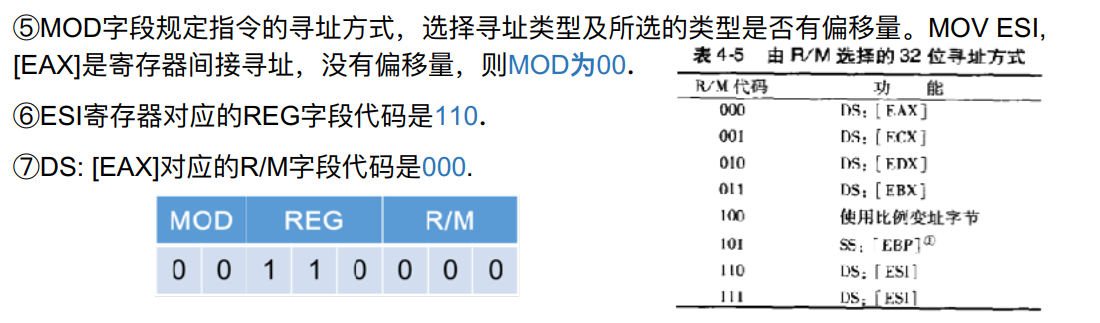 ⑤MOD字段规定指令的寻址方式，选择寻址类型及所选的类型是否有偏移量。MOV ESI,
[EAX]是寄存器间接寻址，没有偏移量，则MOD为00．
⑥ESI寄存器对应的REG字段代码是110．
⑦DS: [EAX]对应的R/M字段代码是000.
MOD REG R/M
0 0 1 1 0 0 0 0
表 4-5 由 R/M 选择的 32 位寻址方式
R/M 代码 功 能
000 DS：[EAX]
001 DS：[ECX]
010 DS：[EDX]
011 DS：[EBX]
100 使用比例变址字节
101 SS：[EBP]①
110 DS：[ESI]
111 DS：[ESI]